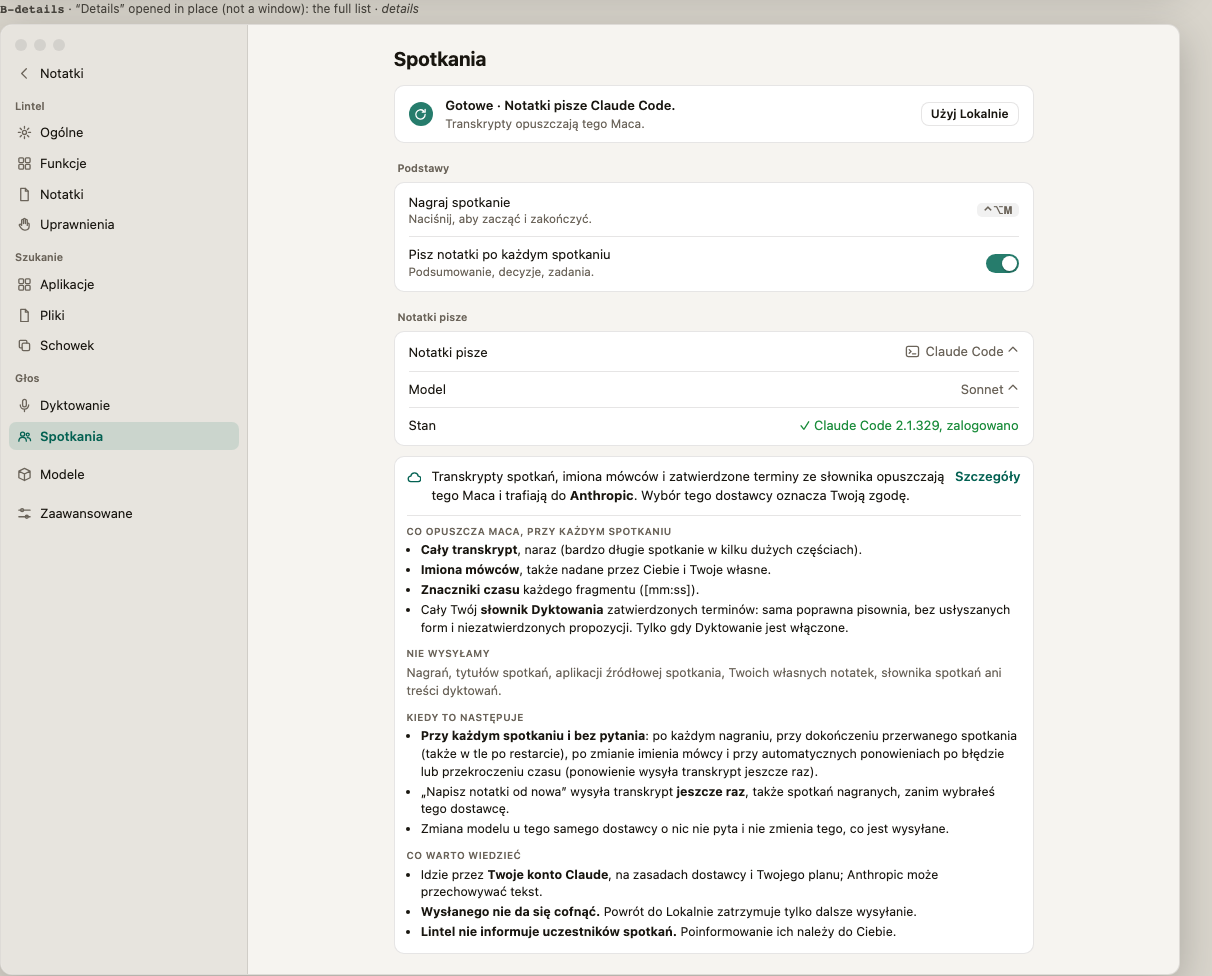 B-details · “Details” opened in place (not a window): the full list · details
Notatki
Lintel
Ogólne
Funkcje
Notatki
Uprawnienia
Szukanie
Aplikacje
Pliki
Schowek
Głos
Dyktowanie
Spotkania
Modele
Zaawansowane
Spotkania
Gotowe · Notatki pisze Claude Code.
Transkrypty opuszczają tego Maca.
Użyj Lokalnie
Podstawy
Nagraj spotkanie
Naciśnij, aby zacząć i zakończyć.
⌃⌥M
Pisz notatki po każdym spotkaniu
Podsumowanie, decyzje, zadania.
Notatki pisze
Notatki pisze
Claude Code
Model
Sonnet
Stan
✓ Claude Code 2.1.329, zalogowano
Transkrypty spotkań, imiona mówców i zatwierdzone terminy ze słownika opuszczają
tego Maca i trafiają do Anthropic. Wybór tego dostawcy oznacza Twoją zgodę.
Szczegóły
CO OPUSZCZA MACA, PRZY KAŻDYM SPOTKANIU
• Cały transkrypt, naraz (bardzo długie spotkanie w kilku dużych częściach).
• Imiona mówców, także nadane przez Ciebie i Twoje własne.
• Znaczniki czasu każdego fragmentu ([mm:ss]).
• Cały Twój słownik Dyktowania zatwierdzonych terminów: sama poprawna pisownia, bez usłyszanych
form i niezatwierdzonych propozycji. Tylko gdy Dyktowanie jest włączone.
NIE WYSYŁAMY
Nagrań, tytułów spotkań, aplikacji źródłowej spotkania, Twoich własnych notatek, słownika spotkań ani
treści dyktowań.
KIEDY TO NASTĘPUJE
• Przy każdym spotkaniu i bez pytania: po każdym nagraniu, przy dokończeniu przerwanego spotkania
(także w tle po restarcie), po zmianie imienia mówcy i przy automatycznych ponowieniach po błędzie
lub przekroczeniu czasu (ponowienie wysyła transkrypt jeszcze raz).
• „Napisz notatki od nowa” wysyła transkrypt jeszcze raz, także spotkań nagranych, zanim wybrałeś
tego dostawcę.
• Zmiana modelu u tego samego dostawcy o nic nie pyta i nie zmienia tego, co jest wysyłane.
CO WARTO WIEDZIEĆ
• Idzie przez Twoje konto Claude, na zasadach dostawcy i Twojego planu; Anthropic może
przechowywać tekst.
• Wysłanego nie da się cofnąć. Powrót do Lokalnie zatrzymuje tylko dalsze wysyłanie.
• Lintel nie informuje uczestników spotkań. Poinformowanie ich należy do Ciebie.